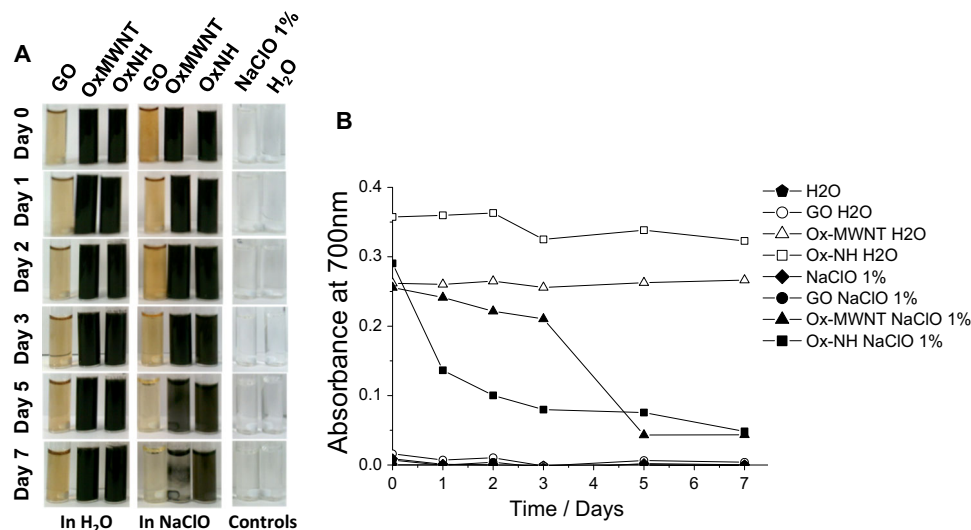 A
GO OxMWNT OxNH GO OxMWNT OxNH NaClO 1% H₂O
Day 0
Day 1
Day 2
Day 3
Day 5
Day 7
In H₂O In NaClO Controls
B
Absorbance at 700nm
0.4
0.3
0.2
0.1
0.0
0 1 2 3 4 5 6 7
Time / Days
H2O
GO H2O
Ox-MWNT H2O
Ox-NH H2O
NaClO 1%
GO NaClO 1%
Ox-MWNT NaClO 1%
Ox-NH NaClO 1%